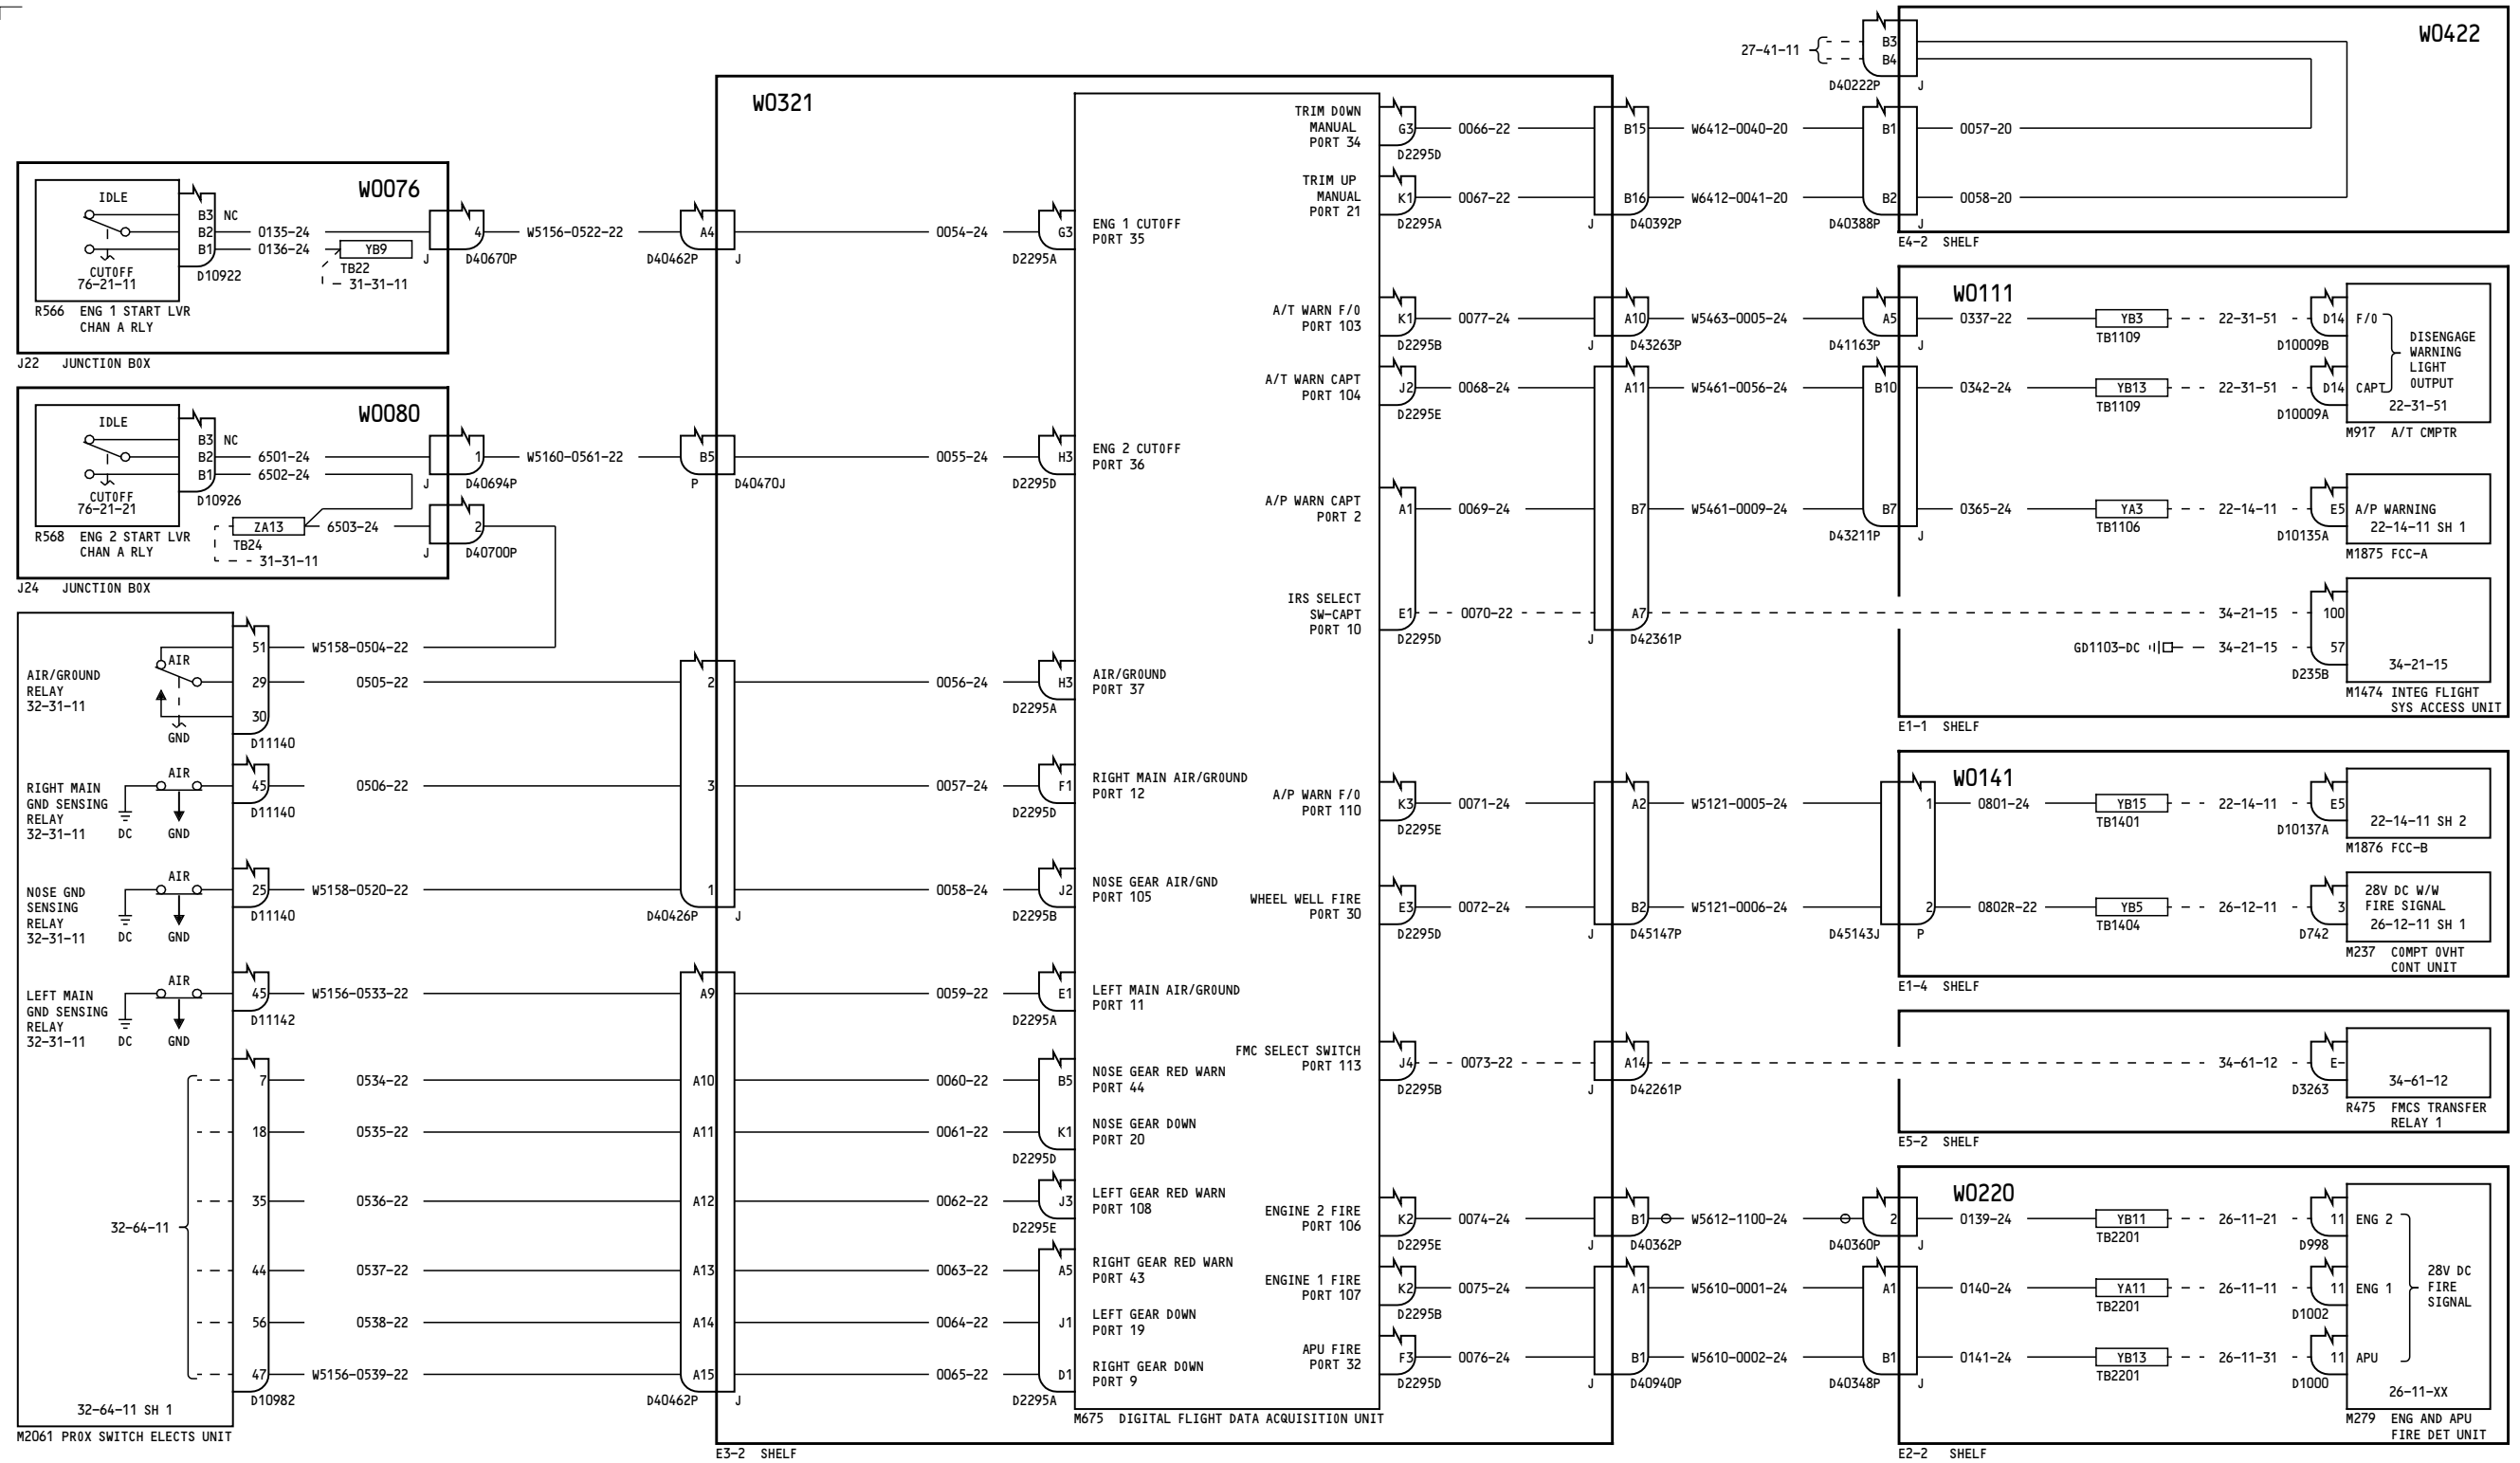 W0422
27-41-11
B3
B4
D40222P J
B1 0057-20
B2 0058-20
D40388P J
E4-2 SHELF
W0321
TRIM DOWN
MANUAL
PORT 34
G3 0066-22 B15 W6412-0040-20
D2295D
TRIM UP
MANUAL
PORT 21
K1 0067-22 B16 W6412-0041-20
D2295A J D40392P
W0076
IDLE
B3 NC
B2 0135-24
B1 0136-24
YB9
TB22
31-31-11
CUTOFF
76-21-11
D10922
R566 ENG 1 START LVR
CHAN A RLY
J22 JUNCTION BOX
4 W5156-0522-22 A4 0054-24 G3
J D40670P D40462P J D2295A
ENG 1 CUTOFF
PORT 35
W0080
IDLE
B3 NC
B2 6501-24
B1 6502-24
CUTOFF
76-21-21
D10926
ZA13 6503-24
TB24
31-31-11
R568 ENG 2 START LVR
CHAN A RLY
J24 JUNCTION BOX
1 W5160-0561-22 B5 0055-24 H3
J D40694P P D40470J D2295D
2
J D40700P
ENG 2 CUTOFF
PORT 36
A/T WARN F/O
PORT 103
K1 0077-24 A10 W5463-0005-24 A5 0337-22 YB3 22-31-51 D14 F/O
D2295B J D43263P D41163P J TB1109 D10009B
W0111
A/T WARN CAPT
PORT 104
J2 0068-24 A11 W5461-0056-24 B10 0342-24 YB13 22-31-51 D14 CAPT
D2295E TB1109 D10009A
DISENGAGE
WARNING
LIGHT
OUTPUT
22-31-51
M917 A/T CMPTR
A/P WARN CAPT
PORT 2
A1 0069-24 B7 W5461-0009-24 B7 0365-24 YA3 22-14-11 E5 A/P WARNING
D43211P J TB1106 D10135A
22-14-11 SH 1
M1875 FCC-A
IRS SELECT
SW-CAPT
PORT 10
E1 0070-22 A7 34-21-15 100
D2295D J D42361P
GD1103-DC 34-21-15 57
D235B
34-21-15
M1474 INTEG FLIGHT
SYS ACCESS UNIT
E1-1 SHELF
AIR/GROUND
RELAY
32-31-11
AIR
GND
51 W5158-0504-22
29 0505-22 2 0056-24 H3
30
D11140
D2295A
AIR/GROUND
PORT 37
RIGHT MAIN
GND SENSING
RELAY
32-31-11
AIR
DC GND
45 0506-22 3 0057-24 F1
D11140 D2295D
RIGHT MAIN AIR/GROUND
PORT 12
NOSE GND
SENSING
RELAY
32-31-11
AIR
DC GND
25 W5158-0520-22 1 0058-24 J2
D11140 D40426P J D2295B
NOSE GEAR AIR/GND
PORT 105
LEFT MAIN
GND SENSING
RELAY
32-31-11
AIR
DC GND
45 W5156-0533-22 A9 0059-22 E1
D11142 D2295A
LEFT MAIN AIR/GROUND
PORT 11
W0141
A/P WARN F/O
PORT 110
K3 0071-24 A2 W5121-0005-24 1 0801-24 YB15 22-14-11 E5
D2295E TB1401 D10137A
22-14-11 SH 2
M1876 FCC-B
WHEEL WELL FIRE
PORT 30
E3 0072-24 B2 W5121-0006-24 2 0802R-22 YB5 26-12-11 3
D2295D J D45147P D45143J P TB1404 D742
28V DC W/W
FIRE SIGNAL
26-12-11 SH 1
M237 COMPT OVHT
CONT UNIT
E1-4 SHELF
FMC SELECT SWITCH
PORT 113
J4 0073-22 A14 34-61-12 E-
D2295B J D42261P D3263
34-61-12
R475 FMCS TRANSFER
RELAY 1
E5-2 SHELF
32-64-11
7 0534-22 A10 0060-22 B5
NOSE GEAR RED WARN
PORT 44
18 0535-22 A11 0061-22 K1
D2295D
NOSE GEAR DOWN
PORT 20
35 0536-22 A12 0062-22 J3
D2295E
LEFT GEAR RED WARN
PORT 108
44 0537-22 A13 0063-22 A5
RIGHT GEAR RED WARN
PORT 43
56 0538-22 A14 0064-22 J1
LEFT GEAR DOWN
PORT 19
47 W5156-0539-22 A15 0065-22 D1
D10982 D40462P J D2295A
RIGHT GEAR DOWN
PORT 9
32-64-11 SH 1
M2061 PROX SWITCH ELECTS UNIT
W0220
ENGINE 2 FIRE
PORT 106
K2 0074-24 B1 W5612-1100-24 2 0139-24 YB11 26-11-21 11 ENG 2
D2295E J D40362P D40360P J TB2201 D998
ENGINE 1 FIRE
PORT 107
K2 0075-24 A1 W5610-0001-24 A1 0140-24 YA11 26-11-11 11 ENG 1
D2295B TB2201 D1002
APU FIRE
PORT 32
F3 0076-24 B1 W5610-0002-24 B1 0141-24 YB13 26-11-31 11 APU
D2295D J D40940P D40348P J TB2201 D1000
28V DC
FIRE
SIGNAL
26-11-XX
M675 DIGITAL FLIGHT DATA ACQUISITION UNIT
M279 ENG AND APU
FIRE DET UNIT
E3-2 SHELF
E2-2 SHELF